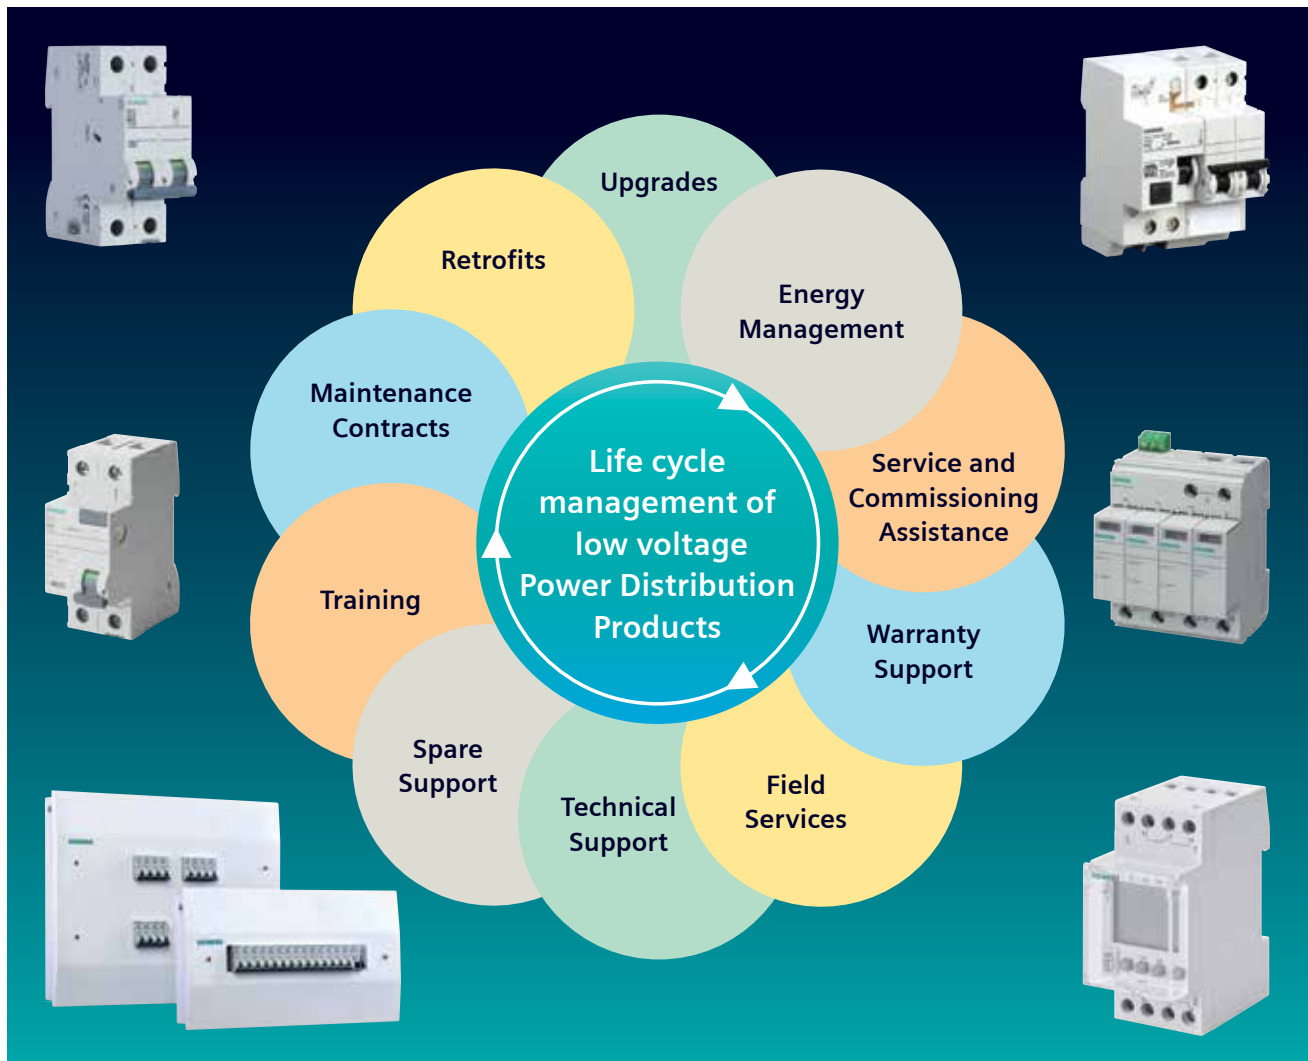 Upgrades
Retrofits
Energy
Management
Maintenance
Contracts
Life cycle
management of
low voltage
Power Distribution
Products
Service and
Commissioning
Assistance
Training
Warranty
Support
Spare
Support
Technical
Support
Field
Services